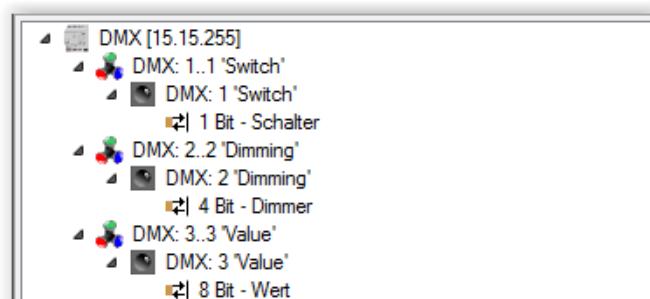 DMX [15.15.255]
DMX: 1..1 'Switch'
DMX: 1 'Switch'
1 Bit - Schalter
DMX: 2..2 'Dimming'
DMX: 2 'Dimming'
4 Bit - Dimmer
DMX: 3..3 'Value'
DMX: 3 'Value'
8 Bit - Wert